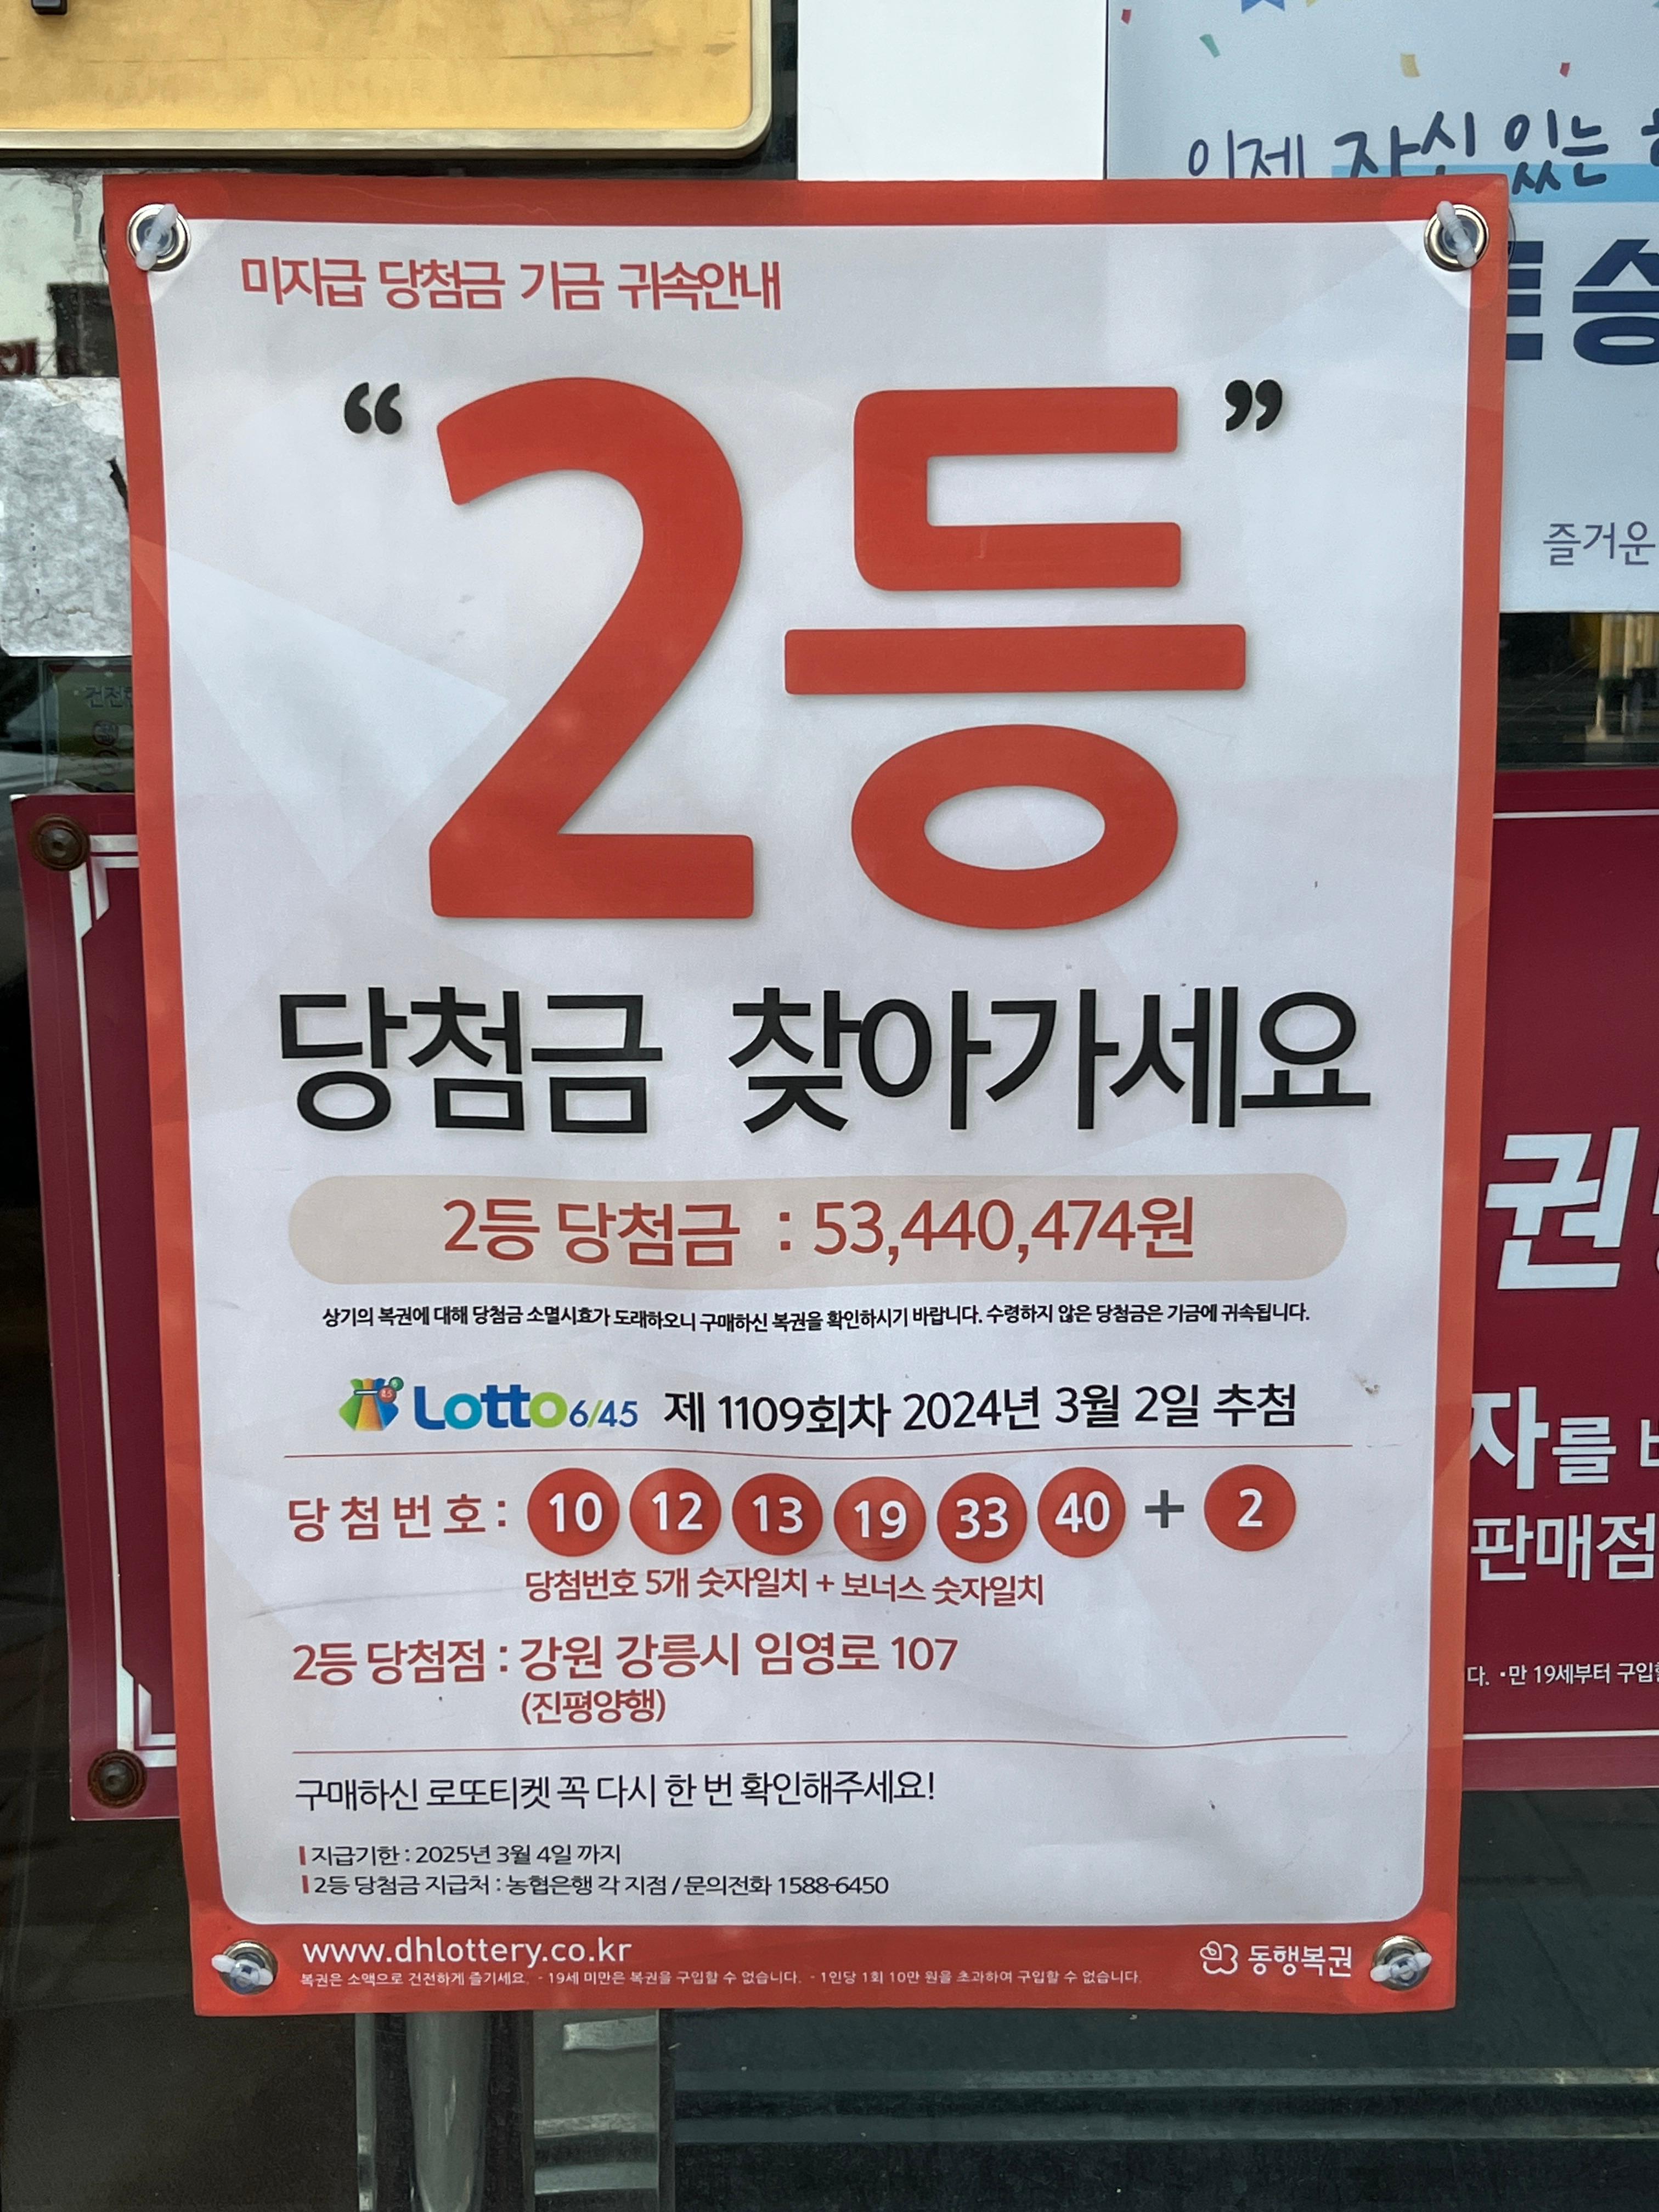 이제 자신 있는
승
즐거운
미지급 당첨금 기금 귀속안내
“2등”
당첨금 찾아가세요
2등 당첨금 : 53,440,474원
상기의 복권에 대해 당첨금 소멸시효가 도래하오니 구매하신 복권을 확인하시기 바랍니다. 수령하지 않은 당첨금은 기금에 귀속됩니다.
Lotto 6/45 제 1109회차 2024년 3월 2일 추첨
당첨번호 : 10 12 13 19 33 40 + 2
당첨번호 5개 숫자일치 + 보너스 숫자일치
2등 당첨점 : 강원 강릉시 임영로 107
(진평양행)
구매하신 로또티켓 꼭 다시 한 번 확인해주세요!
지급기한 : 2025년 3월 4일 까지
2등 당첨금 지급처 : 농협은행 각 지점 / 문의전화 1588-6450
www.dhlottery.co.kr
동행복권
복권은 소액으로 건전하게 즐기세요. - 19세 미만은 복권을 구입할 수 없습니다. - 1인당 1회 10만 원을 초과하여 구입할 수 없습니다.
권
자를
판매점
다. •만 19세부터 구입